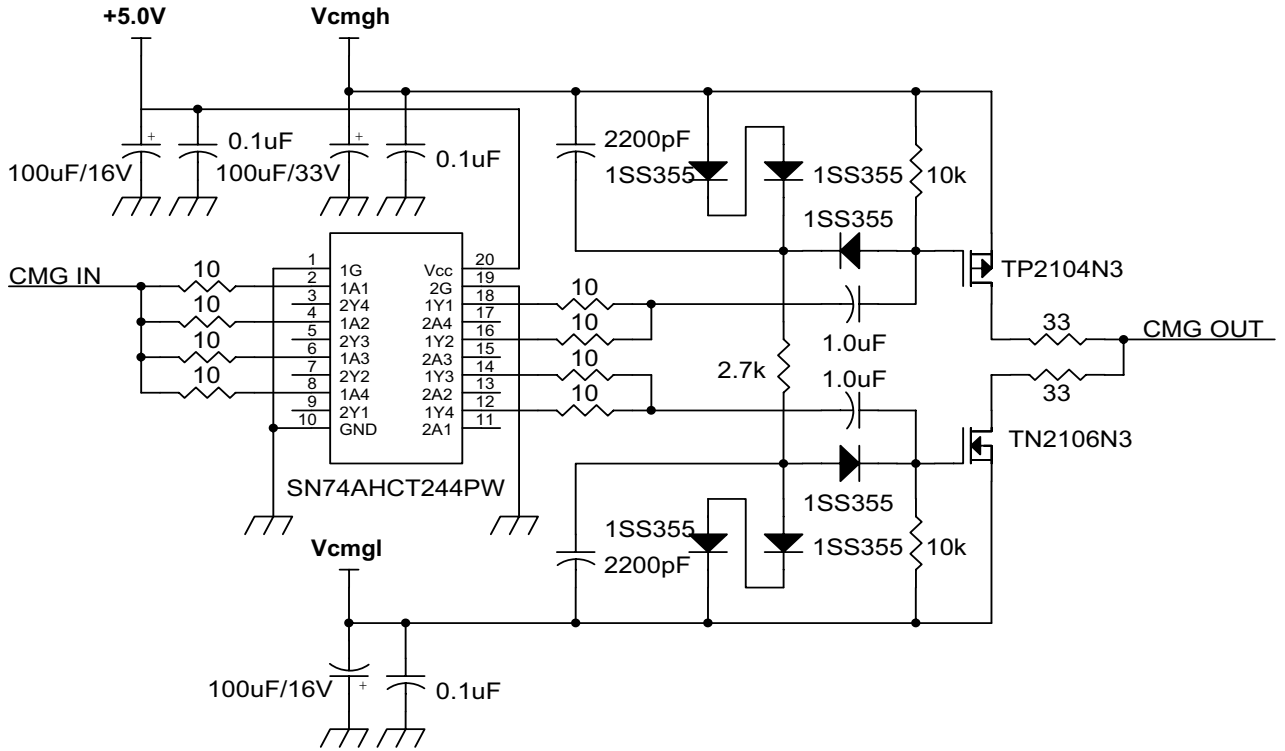 +5.0V
Vcmgh
+
0.1uF
100uF/16V
+
100uF/33V
0.1uF
2200pF
1SS355
1SS355
10k
1SS355
TP2104N3
CMG IN
10
10
10
10
1
2
3
4
5
6
7
8
9
10
1G
1A1
2Y4
1A2
2Y3
1A3
2Y2
1A4
2Y1
GND
Vcc
2G
1Y1
2A4
1Y2
2A3
1Y3
2A2
1Y4
2A1
20
19
18
17
16
15
14
13
12
11
SN74AHCT244PW
10
10
10
10
1.0uF
1.0uF
2.7k
33
33
CMG OUT
TN2106N3
1SS355
1SS355
1SS355
10k
2200pF
Vcmgl
100uF/16V
+
0.1uF